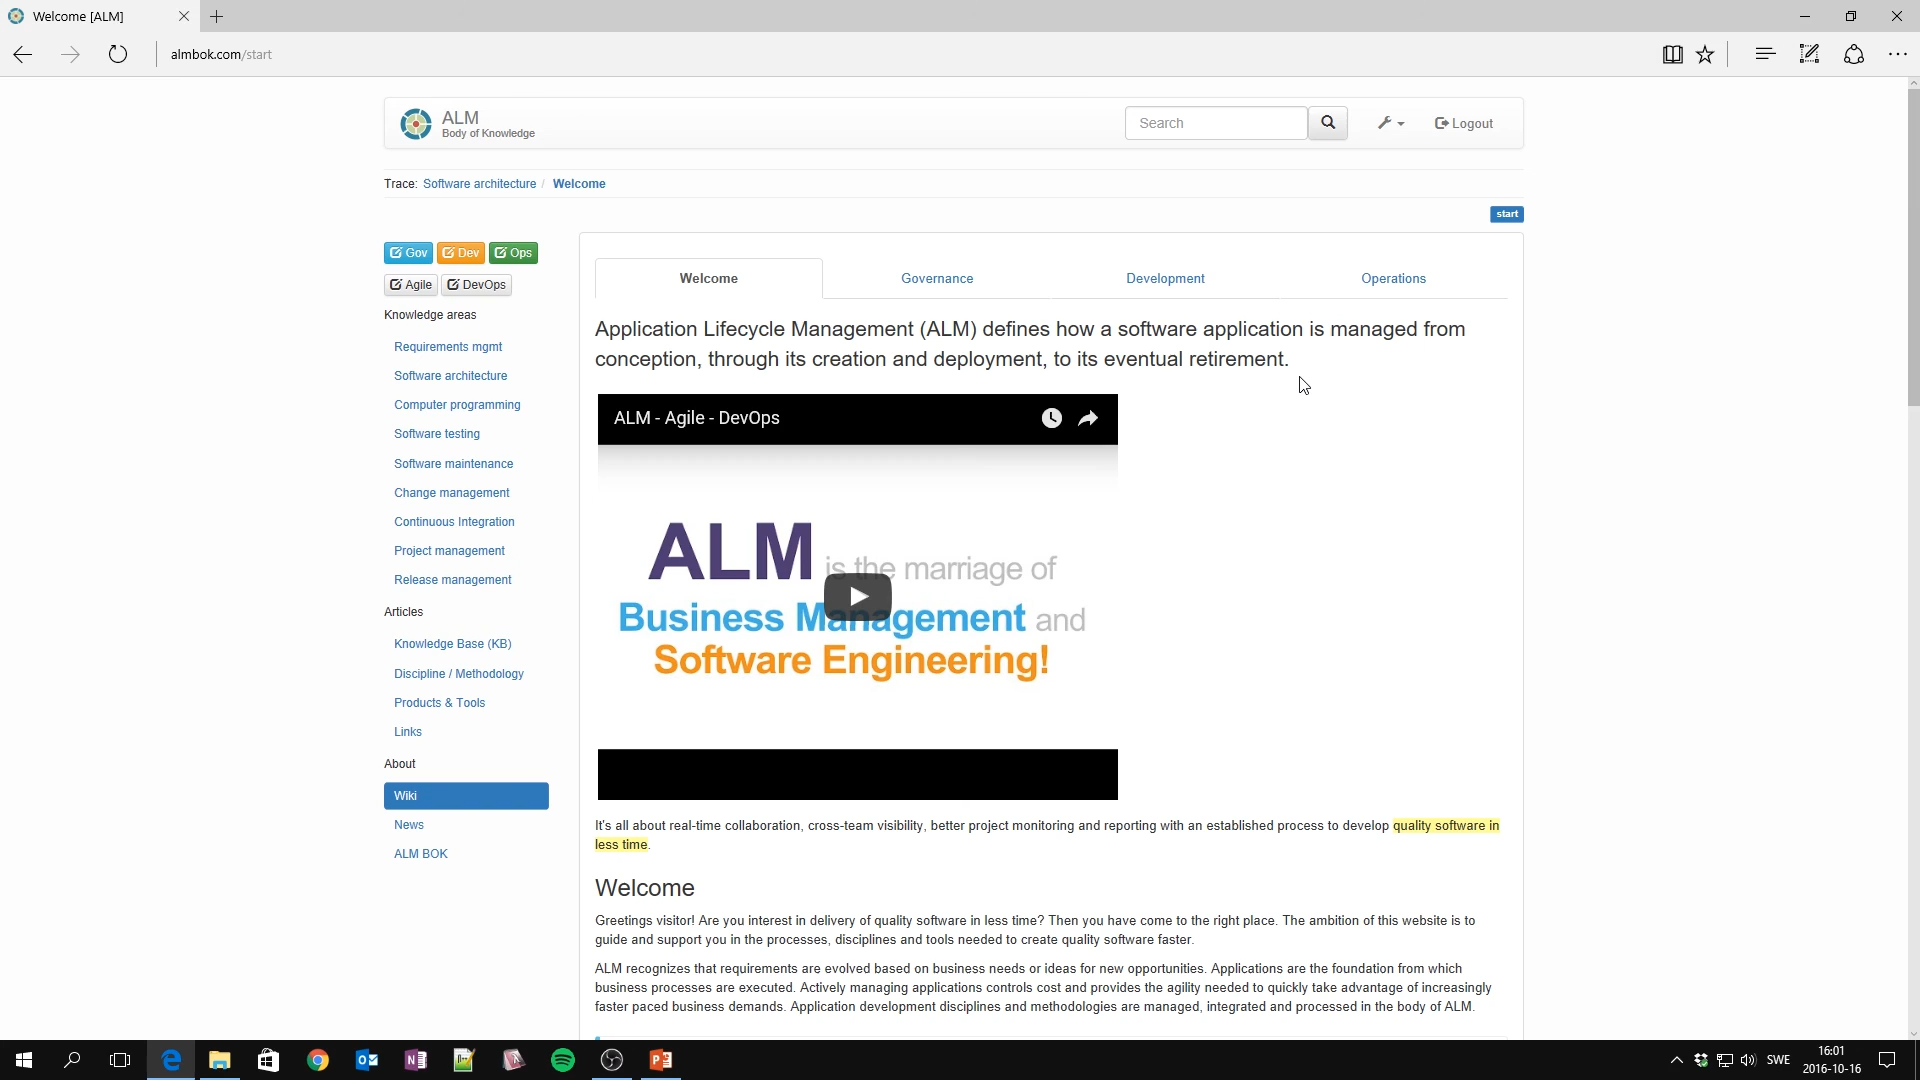 Welcome [ALM]
almbok.com/start
ALM
Body of Knowledge
Search
Logout
Trace: Software architecture / Welcome
start
Gov Dev Ops
Agile DevOps
Knowledge areas
Requirements mgmt
Software architecture
Computer programming
Software testing
Software maintenance
Change management
Continuous Integration
Project management
Release management
Articles
Knowledge Base (KB)
Discipline / Methodology
Products & Tools
Links
About
Wiki
News
ALM BOK
Welcome Governance Development Operations
Application Lifecycle Management (ALM) defines how a software application is managed from
conception, through its creation and deployment, to its eventual retirement.
ALM - Agile - DevOps
ALM is the marriage of
Business Management and
Software Engineering!
It's all about real-time collaboration, cross-team visibility, better project monitoring and reporting with an established process to develop quality software in
less time.
Welcome
Greetings visitor! Are you interest in delivery of quality software in less time? Then you have come to the right place. The ambition of this website is to
guide and support you in the processes, disciplines and tools needed to create quality software faster.
ALM recognizes that requirements are evolved based on business needs or ideas for new opportunities. Applications are the foundation from which
business processes are executed. Actively managing applications controls cost and provides the agility needed to quickly take advantage of increasingly
faster paced business demands. Application development disciplines and methodologies are managed, integrated and processed in the body of ALM.
SWE
16:01
2016-10-16